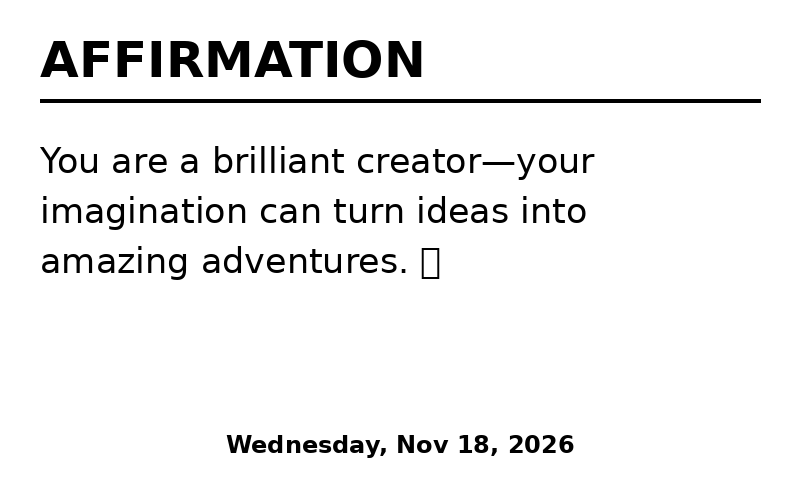 AFFIRMATION
You are a brilliant creator—your
imagination can turn ideas into
amazing adventures.
Wednesday, Nov 18, 2026